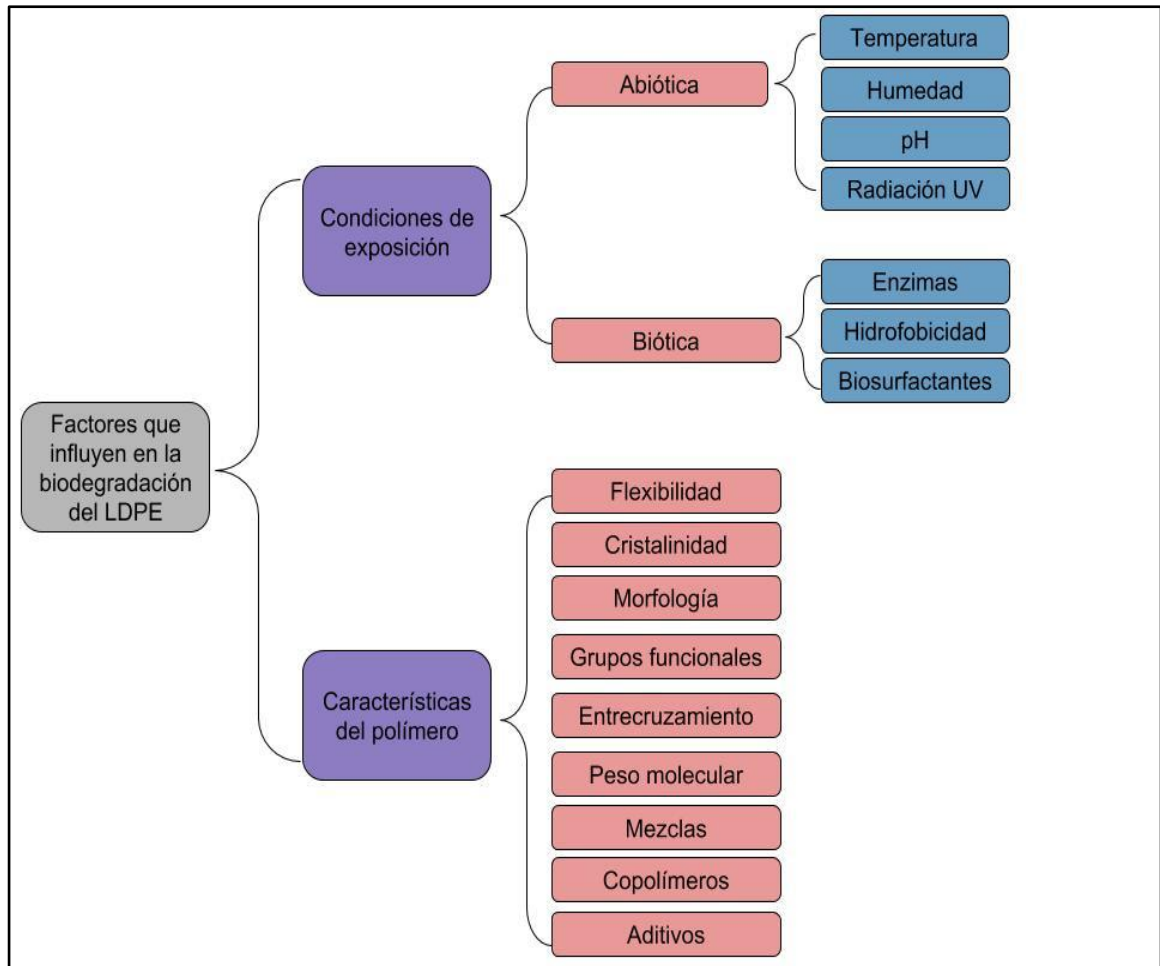 Factores que
influyen en la
biodegradación
del LDPE
Condiciones de
exposición
Abiótica
Temperatura
Humedad
pH
Radiación UV
Biótica
Enzimas
Hidrofobicidad
Biosurfactantes
Características
del polímero
Flexibilidad
Cristalinidad
Morfología
Grupos funcionales
Entrecruzamiento
Peso molecular
Mezclas
Copolímeros
Aditivos